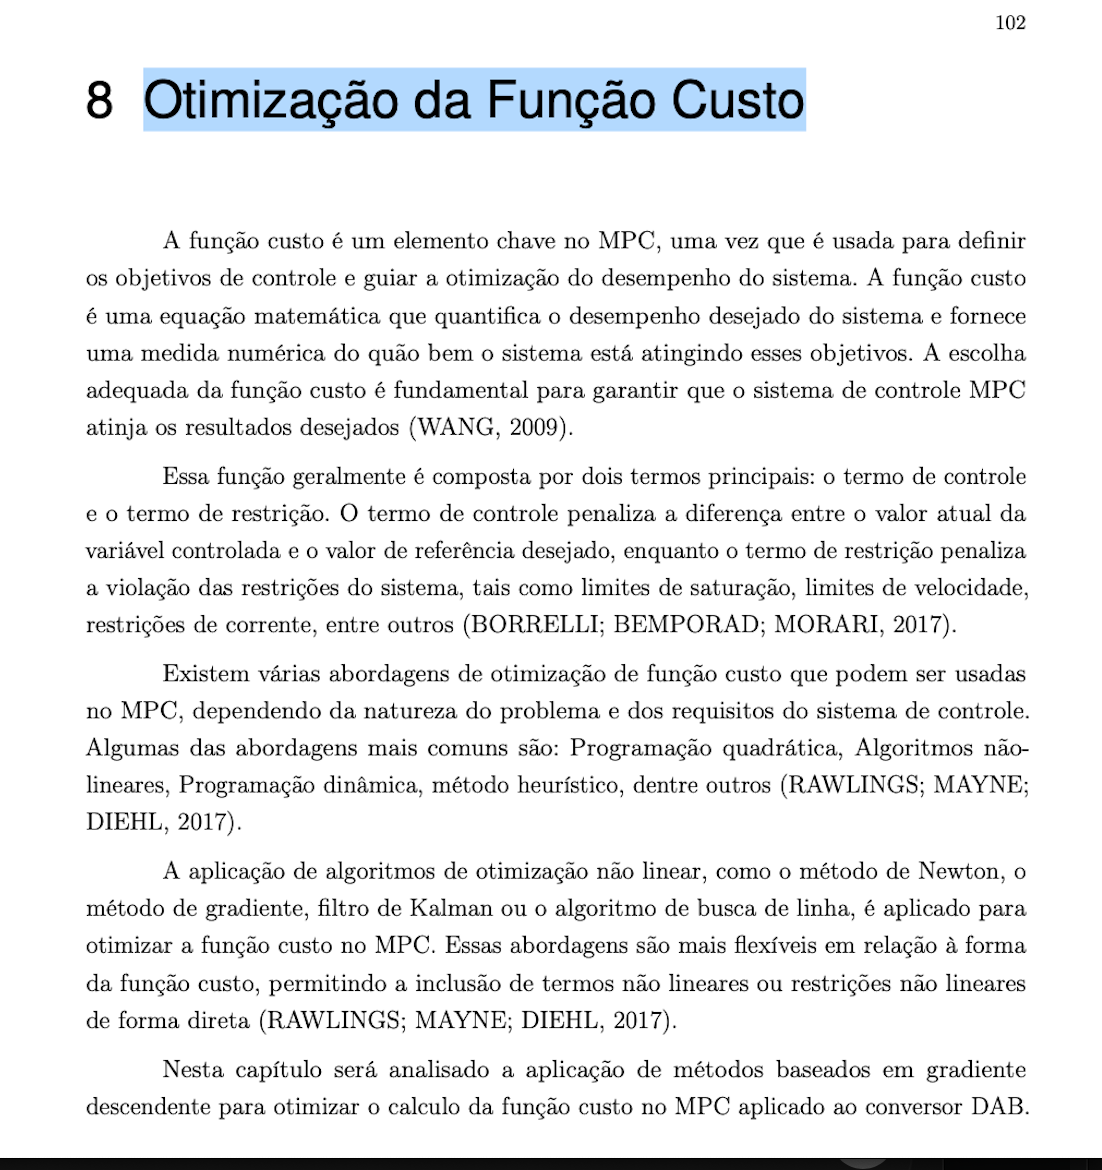 102
8 Otimização da Função Custo
A função custo é um elemento chave no MPC, uma vez que é usada para definir
os objetivos de controle e guiar a otimização do desempenho do sistema. A função custo
é uma equação matemática que quantifica o desempenho desejado do sistema e fornece
uma medida numérica do quão bem o sistema está atingindo esses objetivos. A escolha
adequada da função custo é fundamental para garantir que o sistema de controle MPC
atinja os resultados desejados (WANG, 2009).
Essa função geralmente é composta por dois termos principais: o termo de controle
e o termo de restrição. O termo de controle penaliza a diferença entre o valor atual da
variável controlada e o valor de referência desejado, enquanto o termo de restrição penaliza
a violação das restrições do sistema, tais como limites de saturação, limites de velocidade,
restrições de corrente, entre outros (BORRELLI; BEMPORAD; MORARI, 2017).
Existem várias abordagens de otimização de função custo que podem ser usadas
no MPC, dependendo da natureza do problema e dos requisitos do sistema de controle.
Algumas das abordagens mais comuns são: Programação quadrática, Algoritmos não-
lineares, Programação dinâmica, método heurístico, dentre outros (RAWLINGS; MAYNE;
DIEHL, 2017).
A aplicação de algoritmos de otimização não linear, como o método de Newton, o
método de gradiente, filtro de Kalman ou o algoritmo de busca de linha, é aplicado para
otimizar a função custo no MPC. Essas abordagens são mais flexíveis em relação à forma
da função custo, permitindo a inclusão de termos não lineares ou restrições não lineares
de forma direta (RAWLINGS; MAYNE; DIEHL, 2017).
Nesta capítulo será analisado a aplicação de métodos baseados em gradiente
descendente para otimizar o calculo da função custo no MPC aplicado ao conversor DAB.